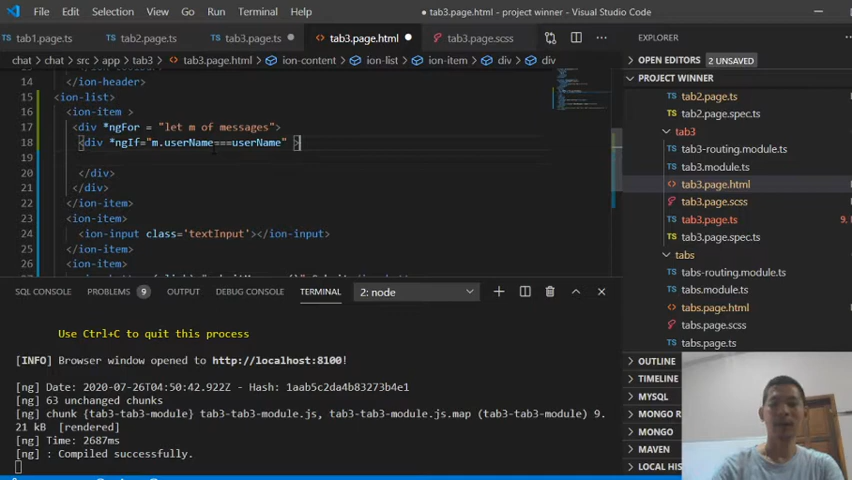 File Edit Selection View Go Run Terminal Help
tab3.page.html - project winner - Visual Studio Code
tab1.page.ts
tab2.page.ts
tab3.page.ts
tab3.page.html
tab3.page.scss
chat > chat > src > app > tab3 > tab3.page.html > ion-content > ion-list > ion-item > div > div
14 </ion-header>
15 <ion-list>
16 <ion-item >
17 <div *ngFor = "let m of messages">
18 <div *ngIf="m.userName===userName" >
19
20 </div>
21 </div>
22 </ion-item>
23 <ion-item>
24 <ion-input class='textInput'></ion-input>
25 </ion-item>
26 <ion-item>
SQL CONSOLE PROBLEMS 9 OUTPUT DEBUG CONSOLE TERMINAL 2: node
Use Ctrl+C to quit this process
[INFO] Browser window opened to http://localhost:8100!
[ng] Date: 2020-07-26T04:50:42.922Z - Hash: 1aab5c2da4b83273b4e1
[ng] 63 unchanged chunks
[ng] chunk {tab3-tab3-module} tab3-tab3-module.js, tab3-tab3-module.js.map (tab3-tab3-module) 9.
21 kB [rendered]
[ng] Time: 2687ms
[ng] : Compiled successfully.
EXPLORER
OPEN EDITORS 2 UNSAVED
PROJECT WINNER
tab2.page.ts
tab2.page.spec.ts
tab3
tab3-routing.module.ts
tab3.module.ts
tab3.page.html
tab3.page.scss
tab3.page.ts 9.
tab3.page.spec.ts
tabs
tabs-routing.module.ts
tabs.module.ts
tabs.page.html
tabs.page.scss
tabs.page.ts
OUTLINE
TIMELINE
MYSQL
MONGO R
MONGO
MAVEN
LOCAL HIS